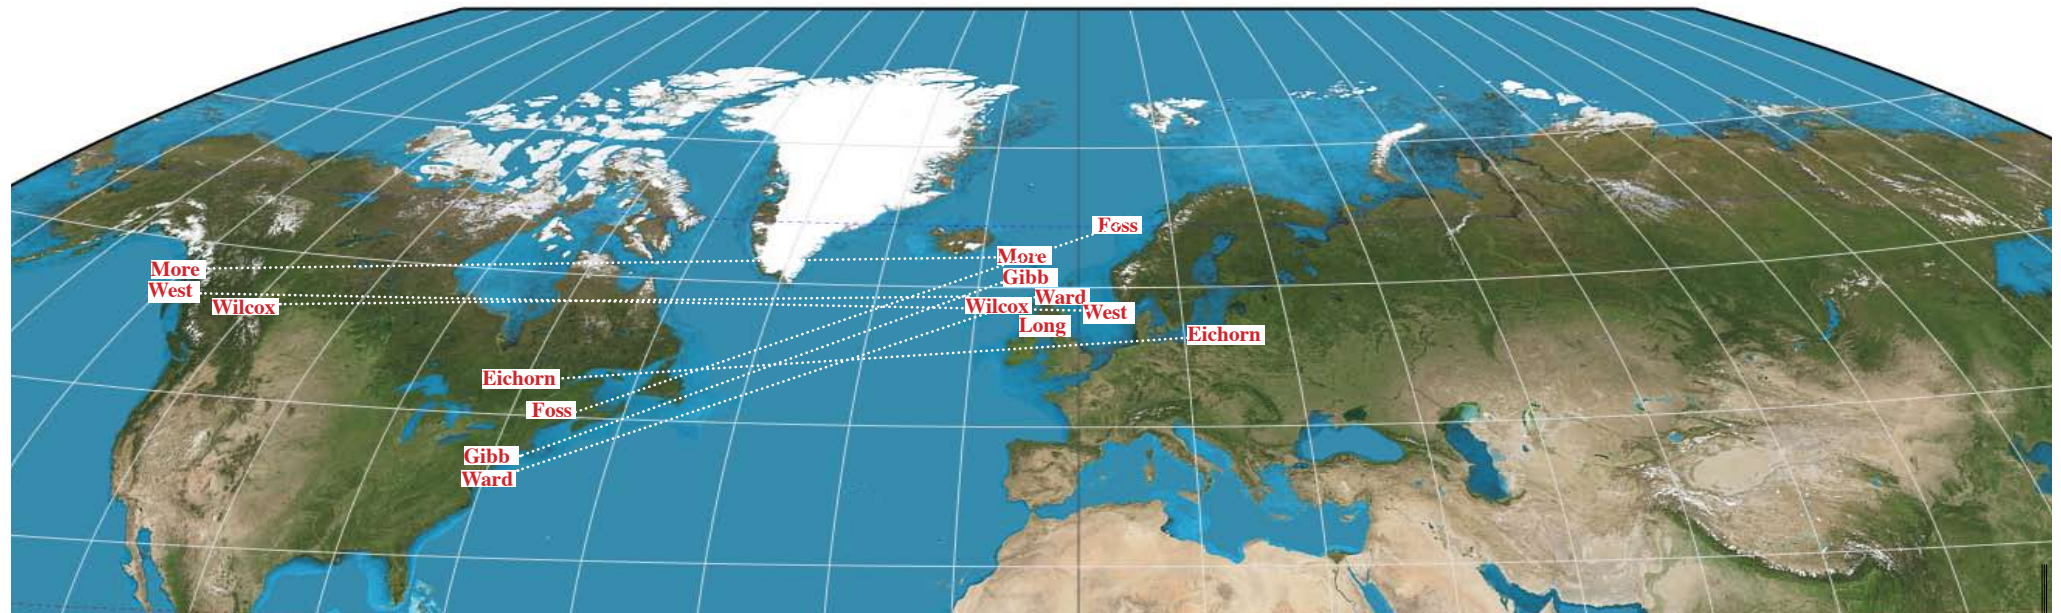 Foss
More
More
Gibb
West
Ward
Wilcox
Wilcox
West
Long
Eichorn
Eichorn
Foss
Gibb
Ward